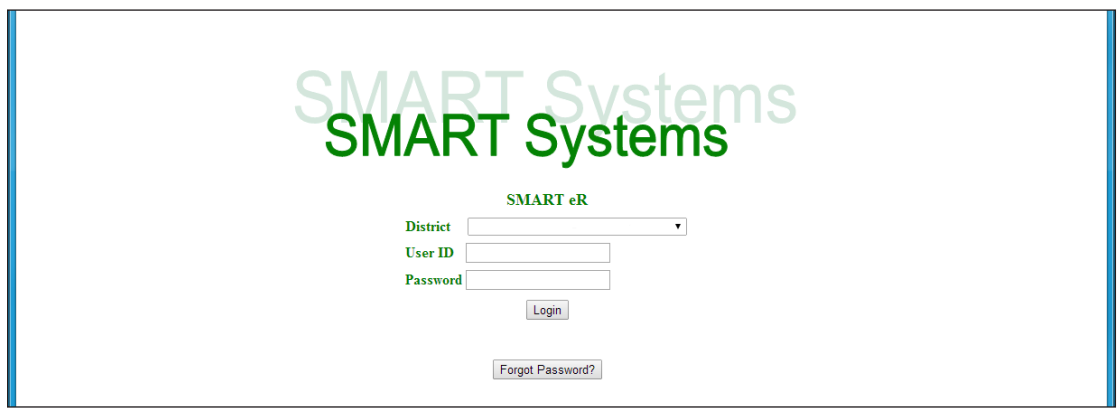 SMART Systems
SMART Systems
SMART eR
District
User ID
Password
Login
Forgot Password?